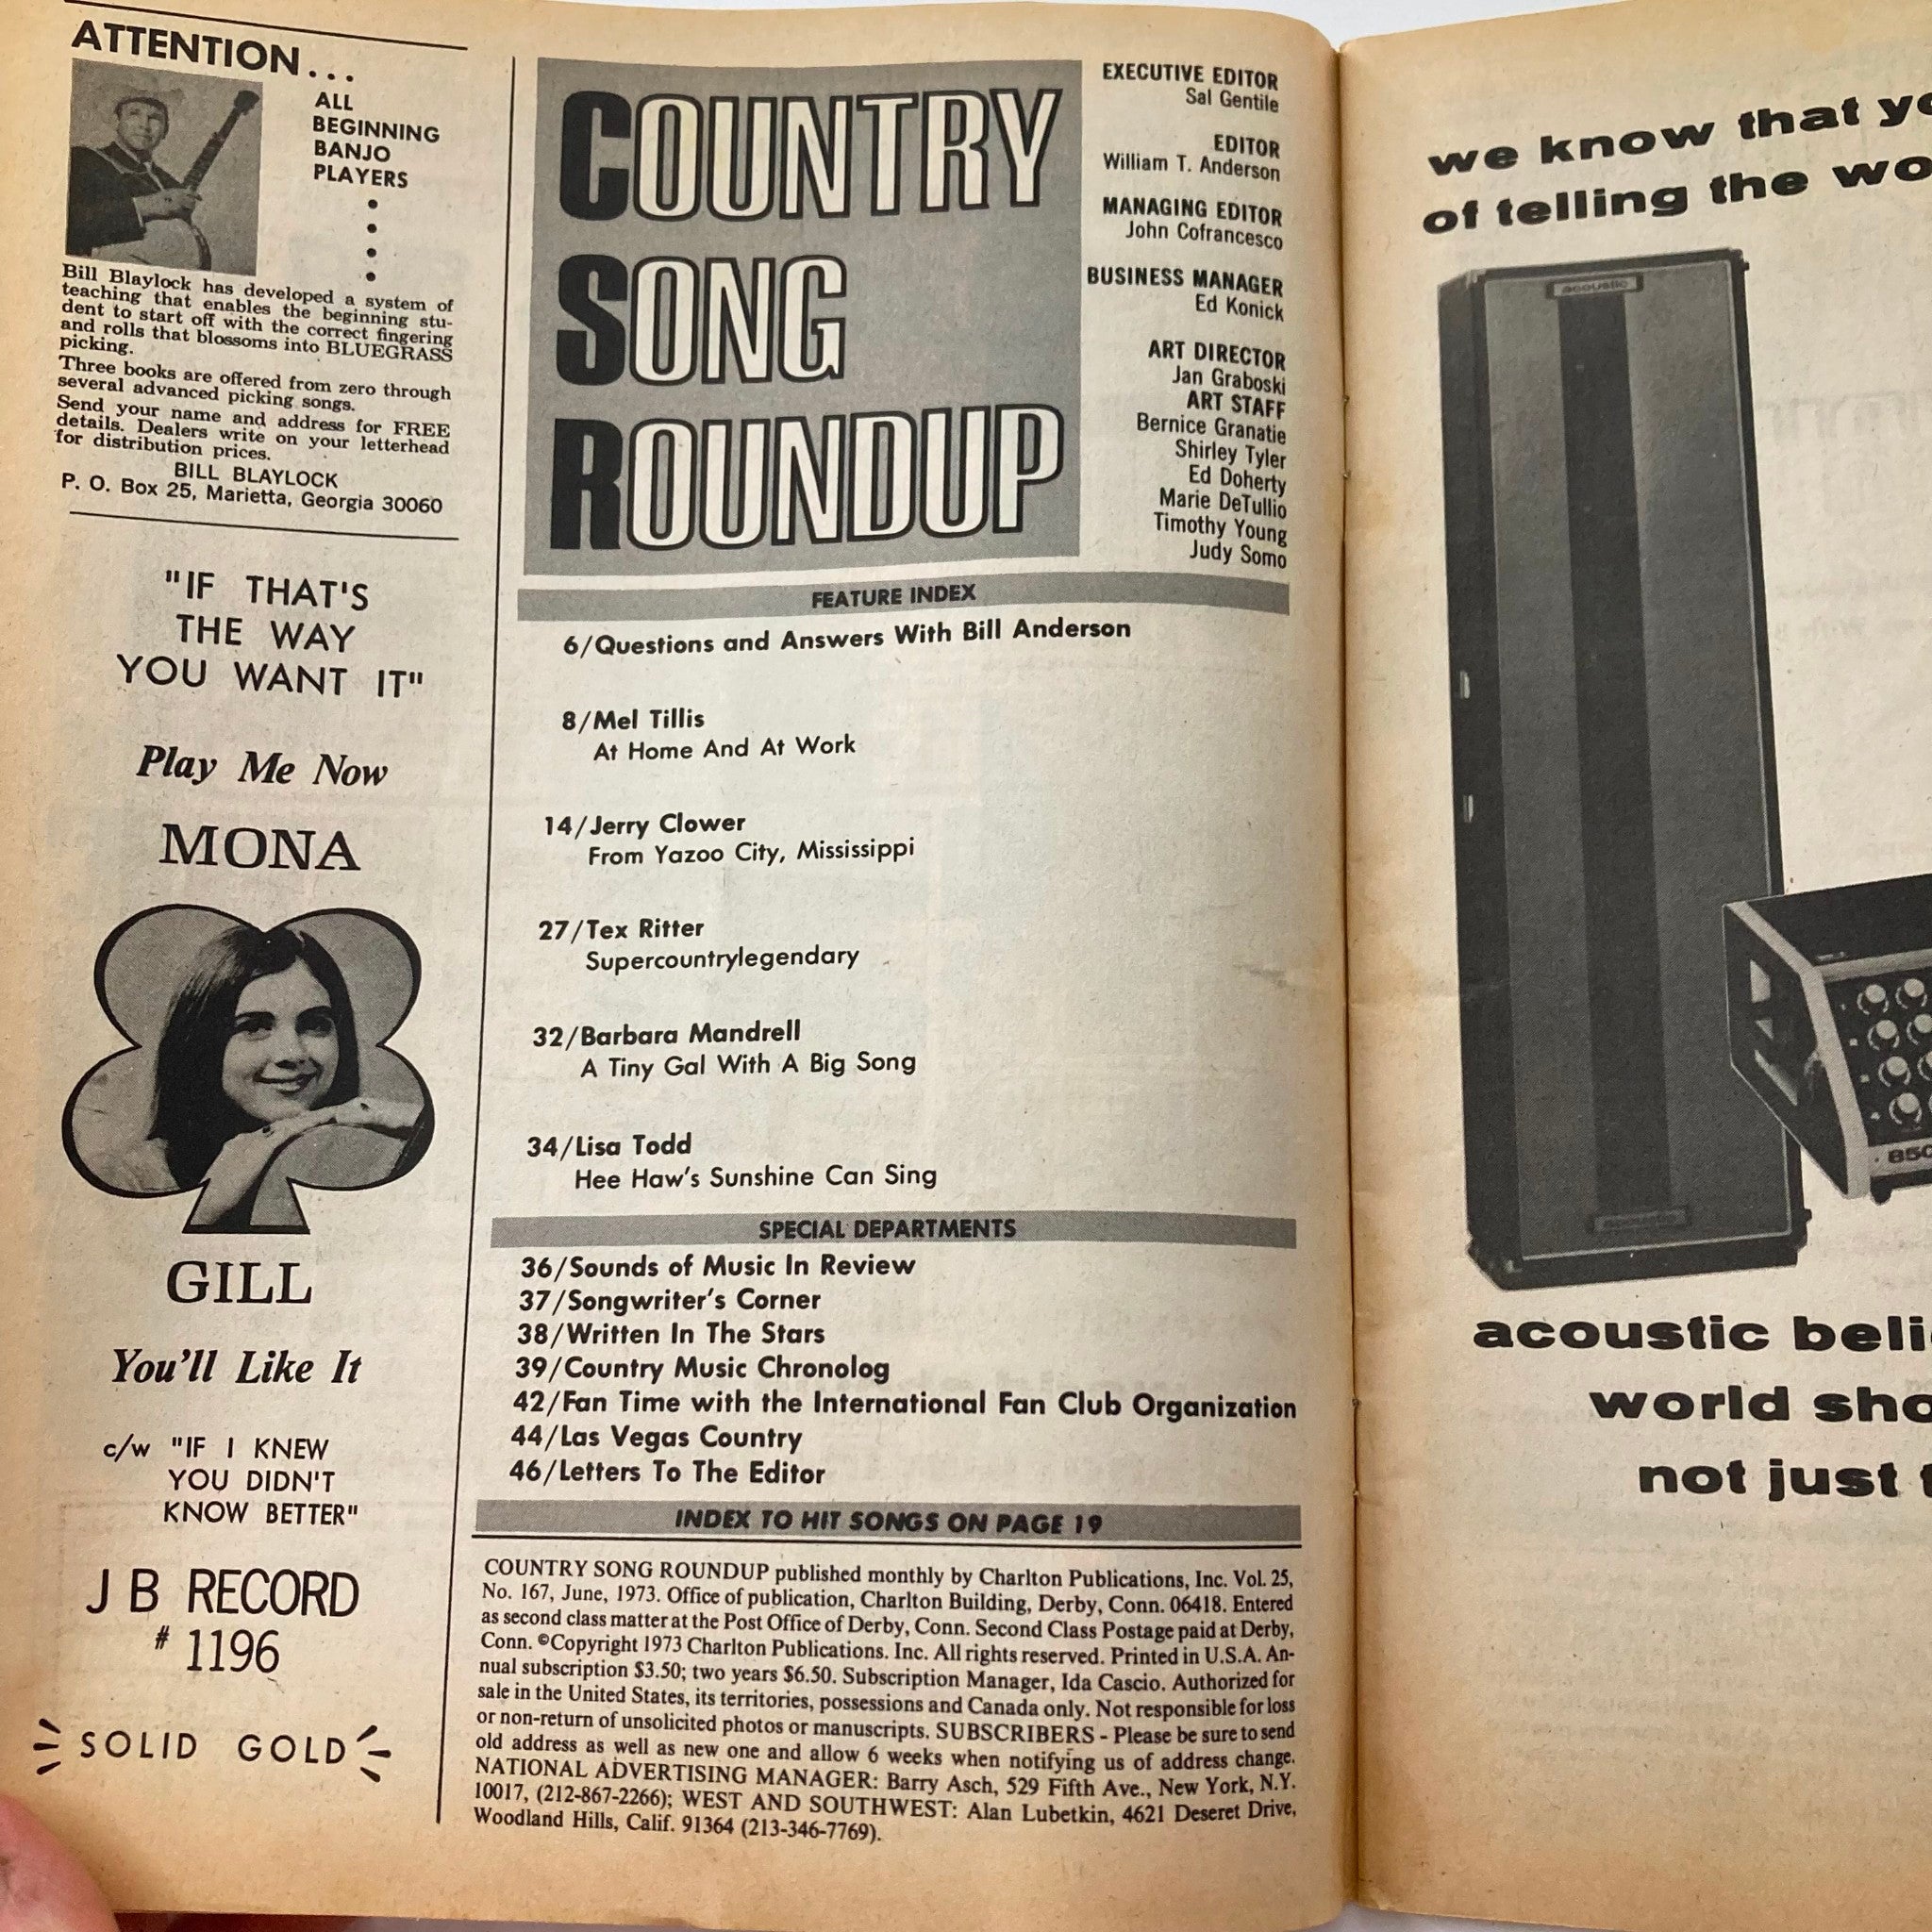 ATTENTION...
ALL
BEGINNING
BANJO
PLAYERS
Bill Blaylock has developed a system of
teaching that enables the beginning stu-
dent to start off with the correct fingering
and rolls that blossoms into BLUEGRASS
picking.
Three books are offered from zero through
several advanced picking songs.
Send your name and address for FREE
details. Dealers write on your letterhead
for distribution prices.
BILL BLAYLOCK
P. O. Box 25, Marietta, Georgia 30060
"IF THAT'S
THE WAY
YOU WANT IT"
Play Me Now
MONA
GILL
You'll Like It
c/w "IF I KNEW
YOU DIDN'T
KNOW BETTER"
J B RECORD
# 1196
SOLID GOLD
COUNTRY
SONG
ROUNDUP
EXECUTIVE EDITOR
Sal Gentile
EDITOR
William T. Anderson
MANAGING EDITOR
John Cofrancesco
BUSINESS MANAGER
Ed Konick
ART DIRECTOR
Jan Graboski
ART STAFF
Bernice Granatie
Shirley Tyler
Ed Doherty
Marie DeTullio
Timothy Young
Judy Somo
FEATURE INDEX
6/Questions and Answers With Bill Anderson
8/Mel Tillis
At Home And At Work
14/Jerry Clower
From Yazoo City, Mississippi
27/Tex Ritter
Supercountrylegendary
32/Barbara Mandrell
A Tiny Gal With A Big Song
34/Lisa Todd
Hee Haw's Sunshine Can Sing
SPECIAL DEPARTMENTS
36/Sounds of Music In Review
37/Songwriter's Corner
38/Written In The Stars
39/Country Music Chronolog
42/Fan Time with the International Fan Club Organization
44/Las Vegas Country
46/Letters To The Editor
INDEX TO HIT SONGS ON PAGE 19
COUNTRY SONG ROUNDUP published monthly by Charlton Publications, Inc. Vol. 25,
No. 167, June, 1973. Office of publication, Charlton Building, Derby, Conn. 06418. Entered
as second class matter at the Post Office of Derby, Conn. Second Class Postage paid at Derby,
Conn. ©Copyright 1973 Charlton Publications. Inc. All rights reserved. Printed in U.S.A. An-
nual subscription $3.50; two years $6.50. Subscription Manager, Ida Cascio. Authorized for
sale in the United States, its territories, possessions and Canada only. Not responsible for loss
or non-return of unsolicited photos or manuscripts. SUBSCRIBERS - Please be sure to send
old address as well as new one and allow 6 weeks when notifying us of address change.
NATIONAL ADVERTISING MANAGER: Barry Asch, 529 Fifth Ave., New York, N.Y.
10017, (212-867-2266); WEST AND SOUTHWEST: Alan Lubetkin, 4621 Deseret Drive,
Woodland Hills, Calif. 91364 (213-346-7769).
we know that
of telling the
acoustic
850
acoustic
acoustic
world
not just